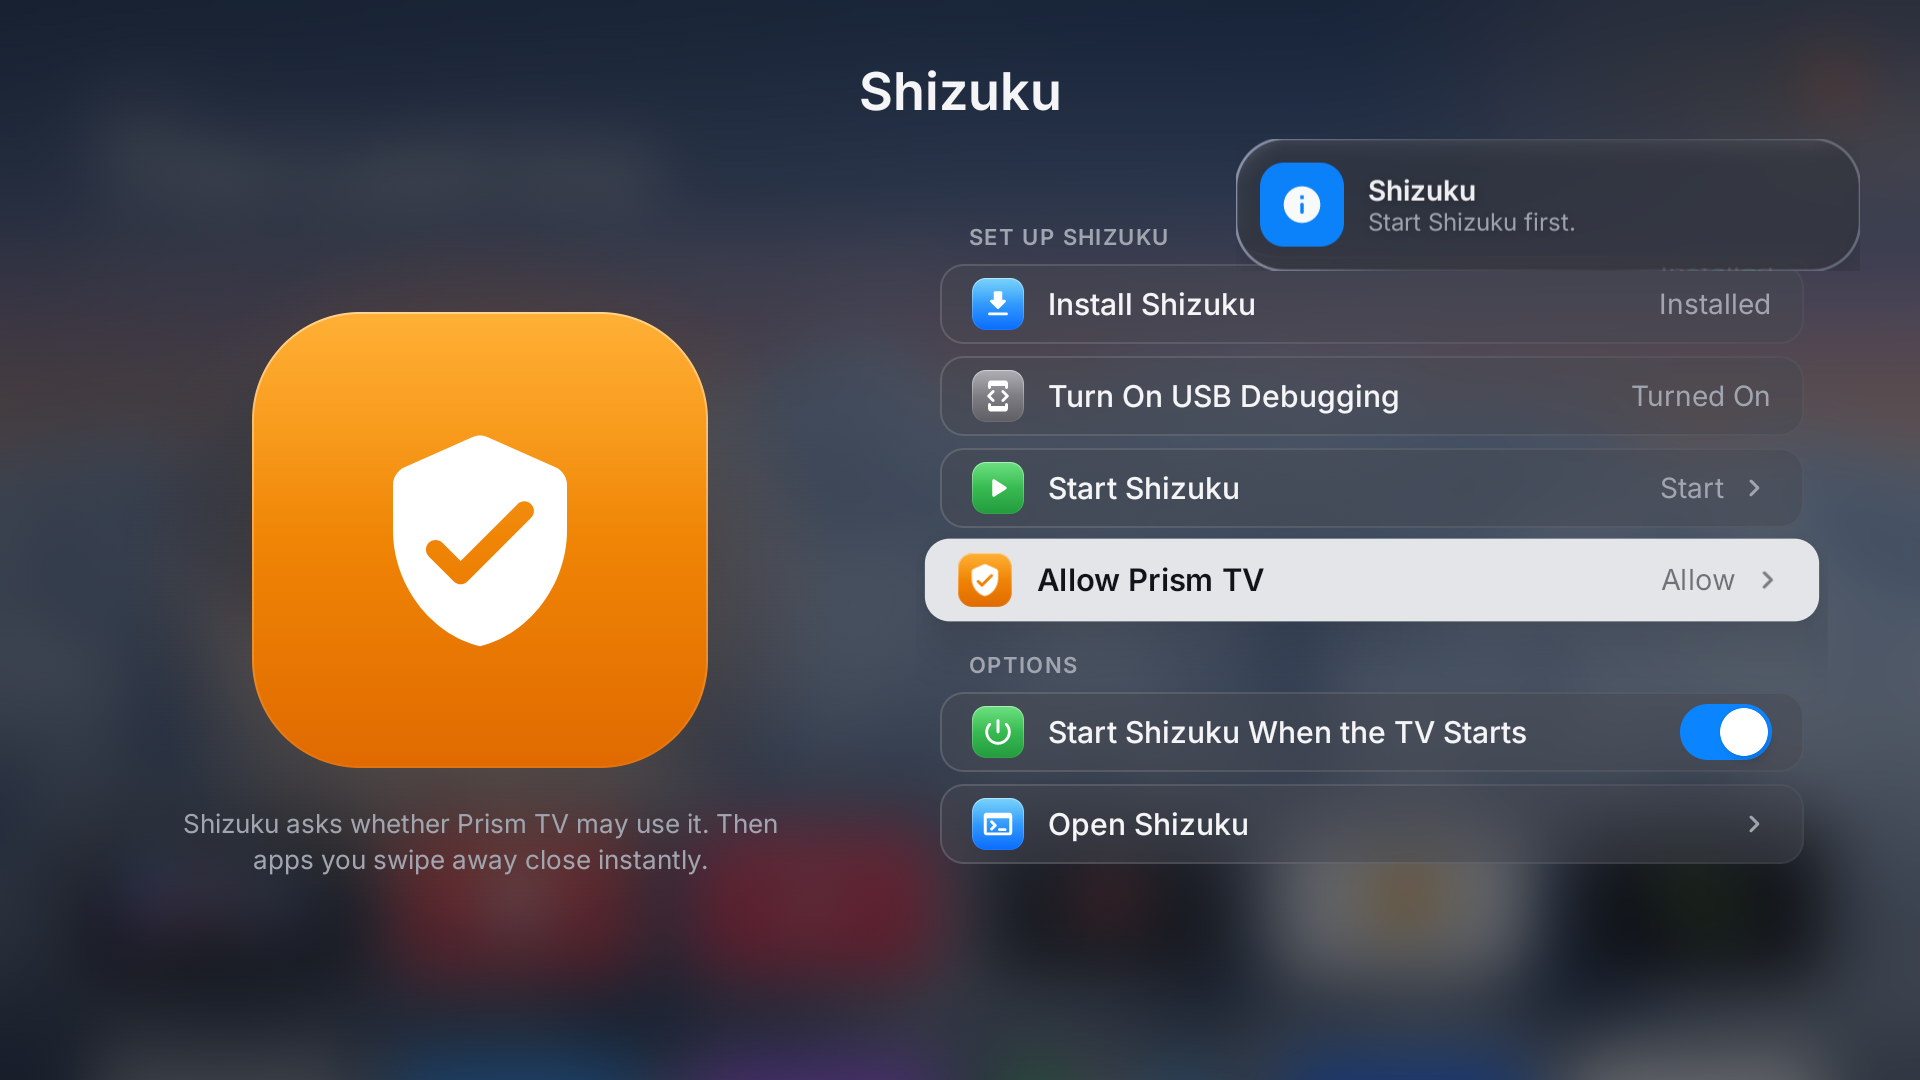 Shizuku
Shizuku
Start Shizuku first.
SET UP SHIZUKU
Install Shizuku
Installed
Turn On USB Debugging
Turned On
Start Shizuku
Start
Allow Prism TV
Allow
OPTIONS
Start Shizuku When the TV Starts
Open Shizuku
Shizuku asks whether Prism TV may use it. Then
apps you swipe away close instantly.